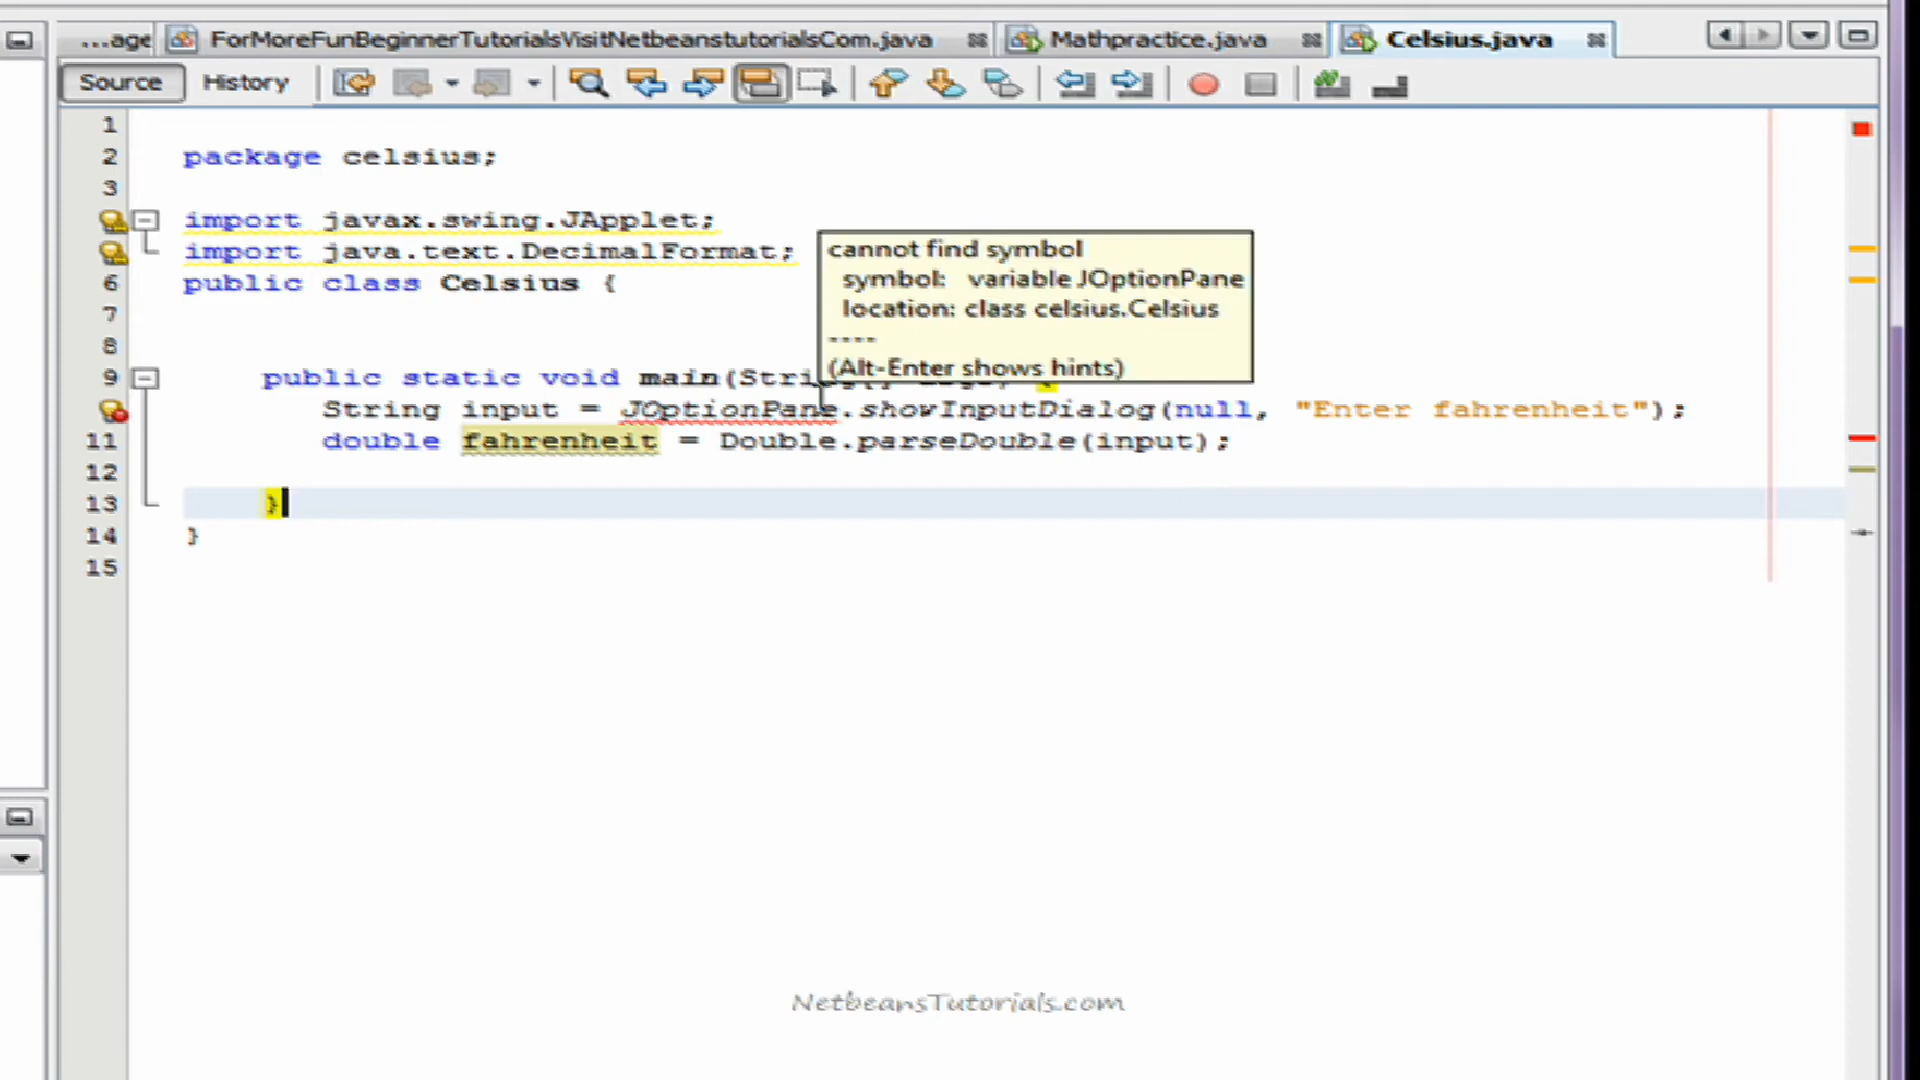 ...age ForMoreFunBeginnerTutorialsVisitNetbeanstutorialsCom.java Mathpractice.java Celsius.java
Source History
1
2 package celsius;
3
import javax.swing.JApplet;
import java.text.DecimalFormat;
cannot find symbol
symbol: variable JOptionPane
location: class celsius.Celsius
----
(Alt-Enter shows hints)
6 public class Celsius {
7
8
9 public static void main(String[]
String input = JOptionPane.showInputDialog(null, "Enter fahrenheit");
11 double fahrenheit = Double.parseDouble(input);
12
13 }
14 }
15
NetbeansTutorials.com